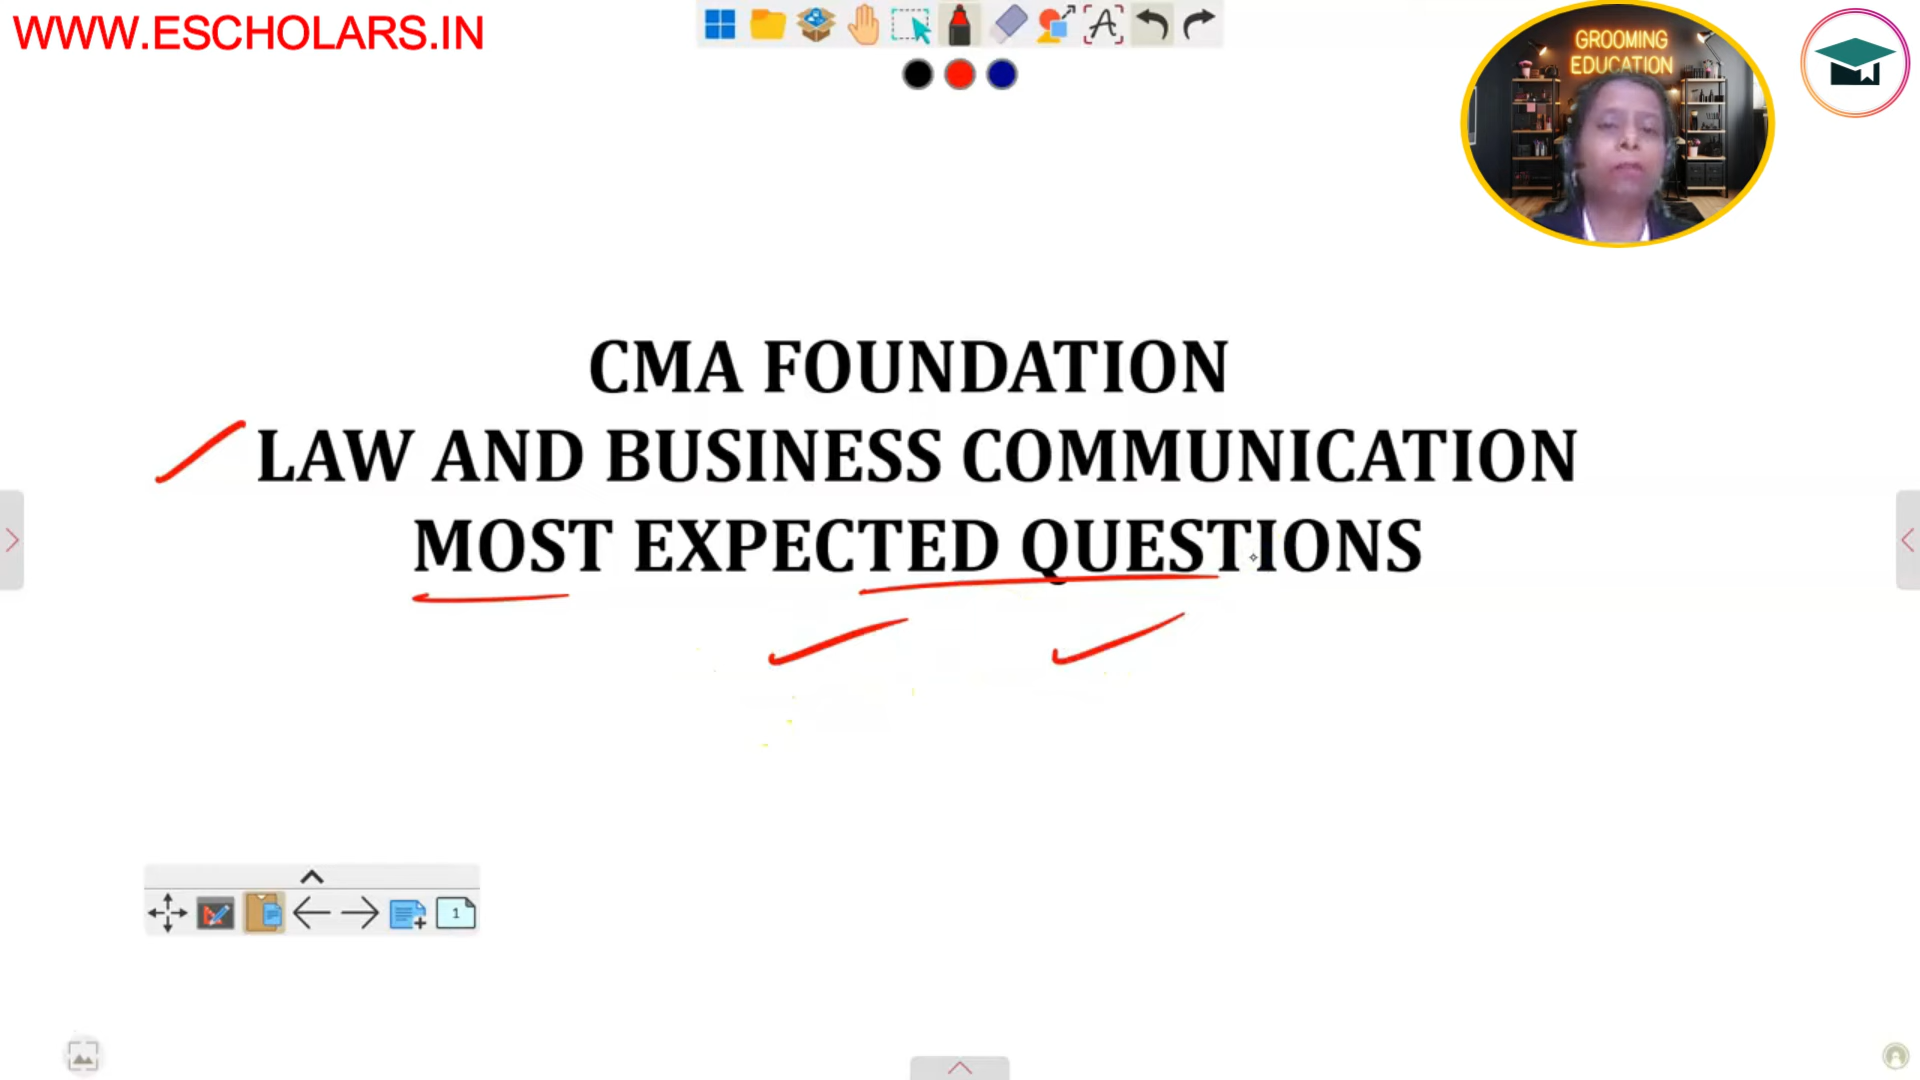 WWW.ESCHOLARS.IN
GROOMING
EDUCATION
CMA FOUNDATION
LAW AND BUSINESS COMMUNICATION
MOST EXPECTED QUESTIONS
1